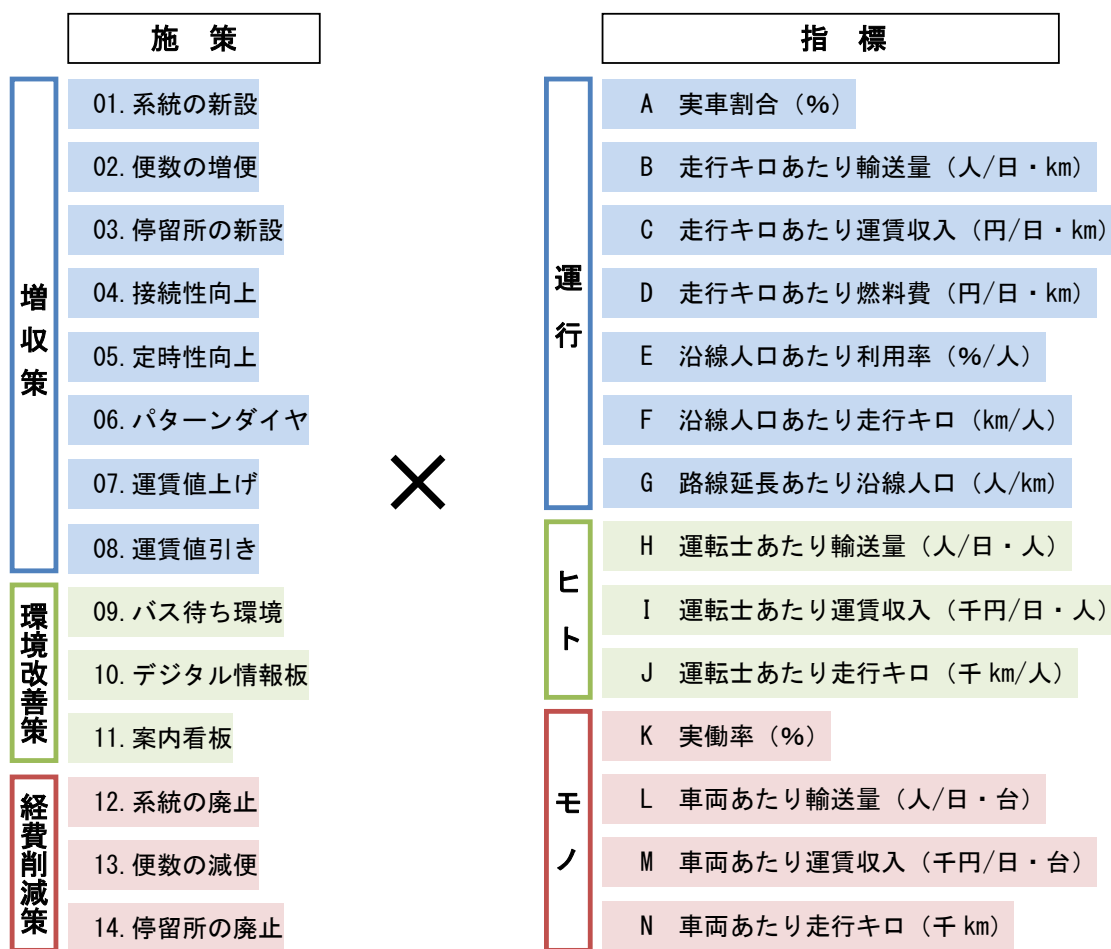 施　策
増収策
01.系統の新設
02.便数の増便
03.停留所の新設
04.接続性向上
05.定時性向上
06.パターンダイヤ
07.運賃値上げ
08.運賃値引き
環境改善策
09.バス待ち環境
10.デジタル情報板
11.案内看板
経費削減策
12.系統の廃止
13.便数の減便
14.停留所の廃止
×
指　標
運行
A　実車割合（%）
B　走行キロあたり輸送量（人/日・km）
C　走行キロあたり運賃収入（円/日・km）
D　走行キロあたり燃料費（円/日・km）
E　沿線人口あたり利用率（%/人）
F　沿線人口あたり走行キロ（km/人）
G　路線延長あたり沿線人口（人/km）
ヒト
H　運転士あたり輸送量（人/日・人）
I　運転士あたり運賃収入（千円/日・人）
J　運転士あたり走行キロ（千km/人）
モノ
K　実働率（%）
L　車両あたり輸送量（人/日・台）
M　車両あたり運賃収入（千円/日・台）
N　車両あたり走行キロ（千km）